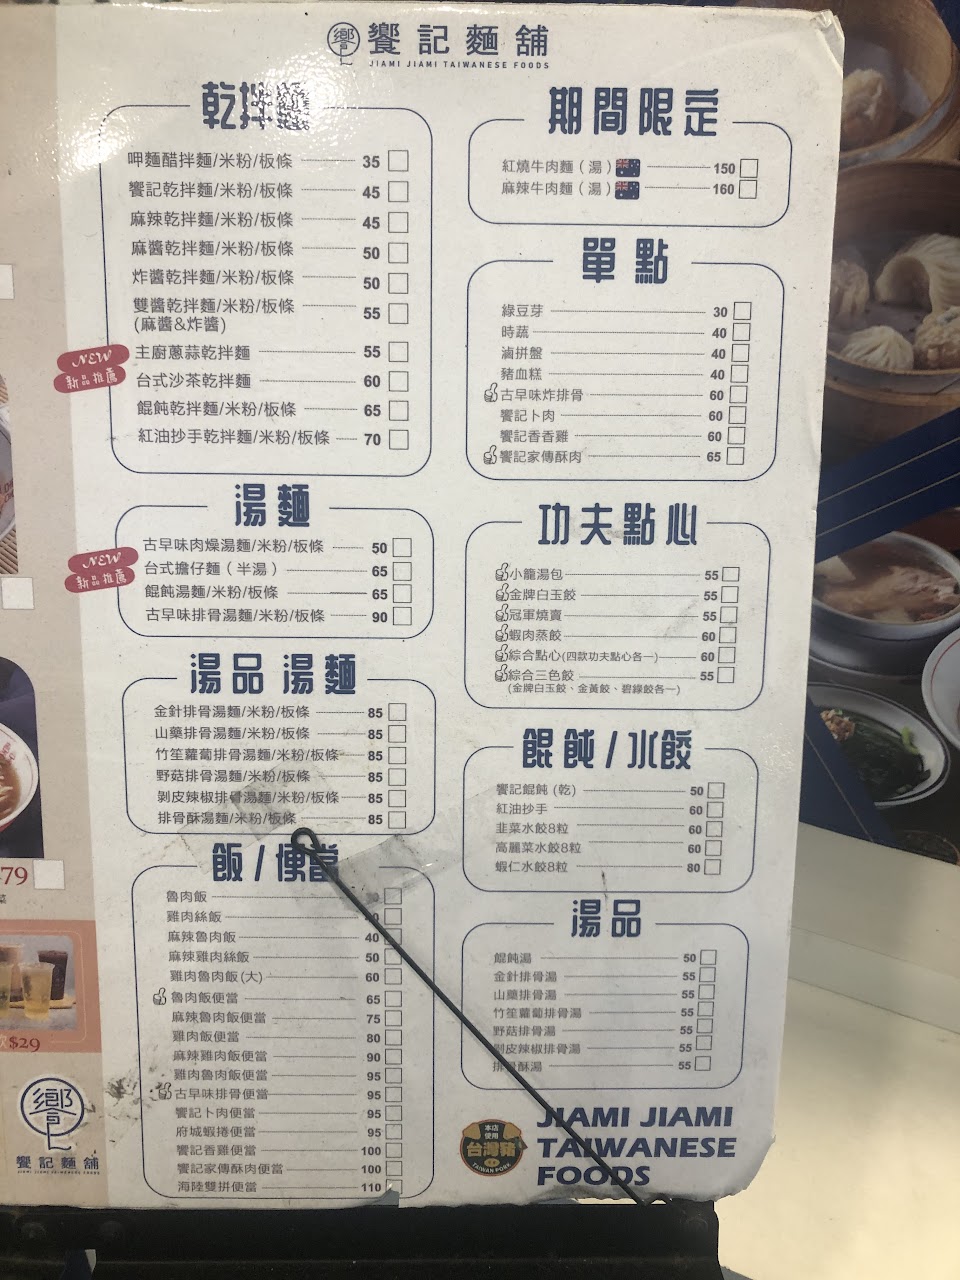 饗記麵舖
JIAMI JIAMI TAIWANESE FOODS
乾拌麵
呷麵醋拌麵/米粉/板條 35
饗記乾拌麵/米粉/板條 45
麻辣乾拌麵/米粉/板條 45
麻醬乾拌麵/米粉/板條 50
炸醬乾拌麵/米粉/板條 50
雙醬乾拌麵/米粉/板條 55
(麻醬&炸醬)
NEW
新品推薦
主廚蔥蒜乾拌麵 55
台式沙茶乾拌麵 60
餛飩乾拌麵/米粉/板條 65
紅油抄手乾拌麵/米粉/板條 70
湯麵
古早味肉燥湯麵/米粉/板條 50
NEW
新品推薦
台式擔仔麵（半湯） 65
餛飩湯麵/米粉/板條 65
古早味排骨湯麵/米粉/板條 90
湯品 湯麵
金針排骨湯麵/米粉/板條 85
山藥排骨湯麵/米粉/板條 85
竹笙蘿蔔排骨湯麵/米粉/板條 85
野菇排骨湯麵/米粉/板條 85
剝皮辣椒排骨湯麵/米粉/板條 85
排骨酥湯麵/米粉/板條 85
飯/便當
魯肉飯
雞肉絲飯
麻辣魯肉飯 40
麻辣雞肉絲飯 50
雞肉魯肉飯(大) 60
魯肉飯便當 65
麻辣魯肉飯便當 75
雞肉飯便當 80
麻辣雞肉飯便當 90
雞肉魯肉飯便當 95
古早味排骨便當 95
饗記卜肉便當 95
府城蝦捲便當 95
饗記香雞便當 100
饗記家傳酥肉便當 100
海陸雙拼便當 110
期間限定
紅燒牛肉麵（湯） 150
麻辣牛肉麵（湯） 160
單點
綠豆芽 30
時蔬 40
滷拼盤 40
豬血糕 40
古早味炸排骨 60
饗記卜肉 60
饗記香香雞 60
饗記家傳酥肉 65
功夫點心
小籠湯包 55
金牌白玉餃 55
冠軍燒賣 55
蝦肉蒸餃 60
綜合點心(四款功夫點心各一) 60
綜合三色餃 55
(金牌白玉餃、金黃餃、碧綠餃各一)
餛飩/水餃
饗記餛飩 (乾) 50
紅油抄手 60
韭菜水餃8粒 60
高麗菜水餃8粒 60
蝦仁水餃8粒 80
湯品
餛飩湯 50
金針排骨湯 55
山藥排骨湯 55
竹笙蘿蔔排骨湯 55
野菇排骨湯 55
剝皮辣椒排骨湯 55
排骨酥湯 55
本店
使用
台灣豬
TAIWAN PORK
JIAMI JIAMI
TAIWANESE
FOODS
79
$29
饗記麵舖
JIAMI JIAMI TAIWANESE FOODS